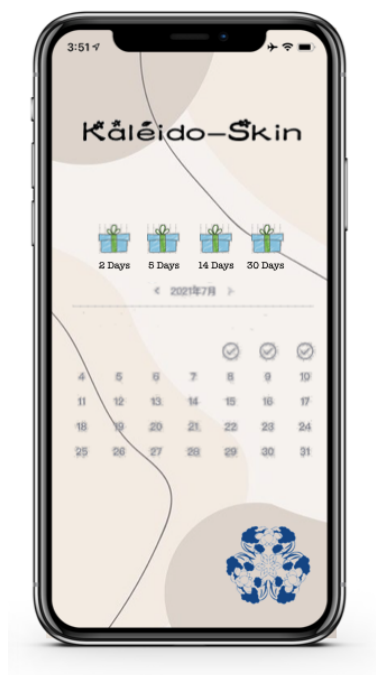 3:51
Kaleido-Skin
2 Days 5 Days 14 Days 30 Days
< 2021年7月 >
4 5 6 7 8 9 10
11 12 13 14 15 16 17
18 19 20 21 22 23 24
25 26 27 28 29 30 31